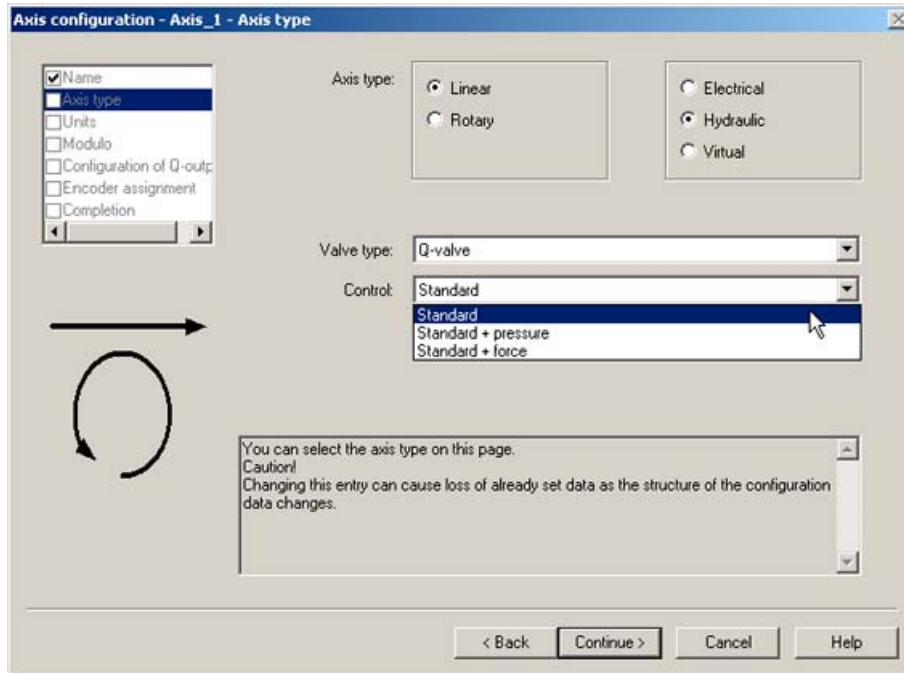 Axis configuration - Axis_1 - Axis type
Name
Axis type
Units
Modulo
Configuration of Q-outp
Encoder assignment
Completion
Axis type:
Linear
Rotary
Electrical
Hydraulic
Virtual
Valve type:
Q-valve
Control:
Standard
Standard
Standard + pressure
Standard + force
You can select the axis type on this page.
Caution!
Changing this entry can cause loss of already set data as the structure of the configuration
data changes.
< Back
Continue >
Cancel
Help